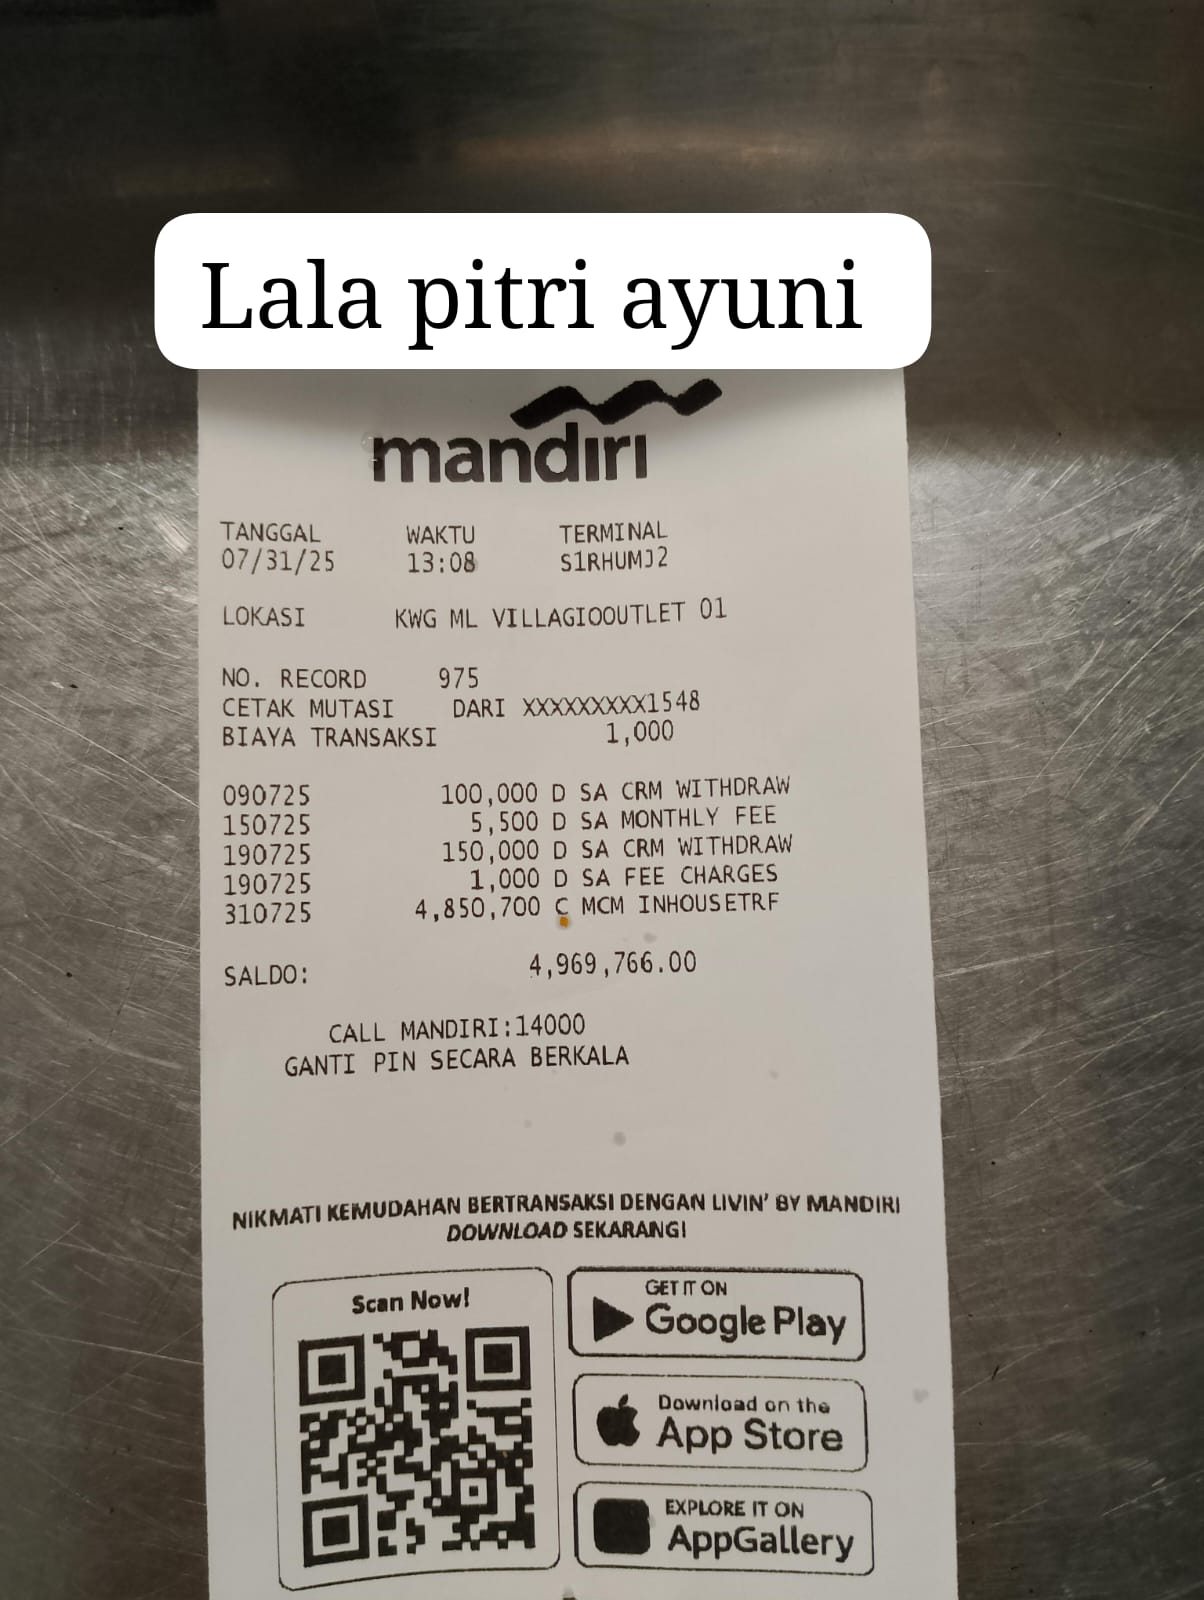 Lala pitri ayuni
mandiri
TANGGAL WAKTU TERMINAL
07/31/25 13:08 S1RHUMJ2
LOKASI KWG ML VILLAGIOOUTLET 01
NO. RECORD 975
CETAK MUTASI DARI XXXXXXXXX1548
BIAYA TRANSAKSI 1,000
090725 100,000 D SA CRM WITHDRAW
150725 5,500 D SA MONTHLY FEE
190725 150,000 D SA CRM WITHDRAW
190725 1,000 D SA FEE CHARGES
310725 4,850,700 C MCM INHOUSETRF
SALDO: 4,969,766.00
CALL MANDIRI:14000
GANTI PIN SECARA BERKALA
NIKMATI KEMUDAHAN BERTRANSAKSI DENGAN LIVIN' BY MANDIRI
DOWNLOAD SEKARANG!
Scan Now!
GET IT ON
Google Play
Download on the
App Store
EXPLORE IT ON
AppGallery